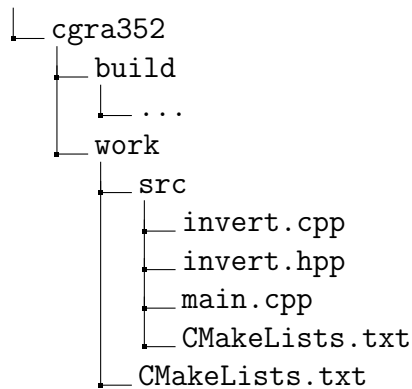 cgra352
build
...
work
src
invert.cpp
invert.hpp
main.cpp
CMakeLists.txt
CMakeLists.txt